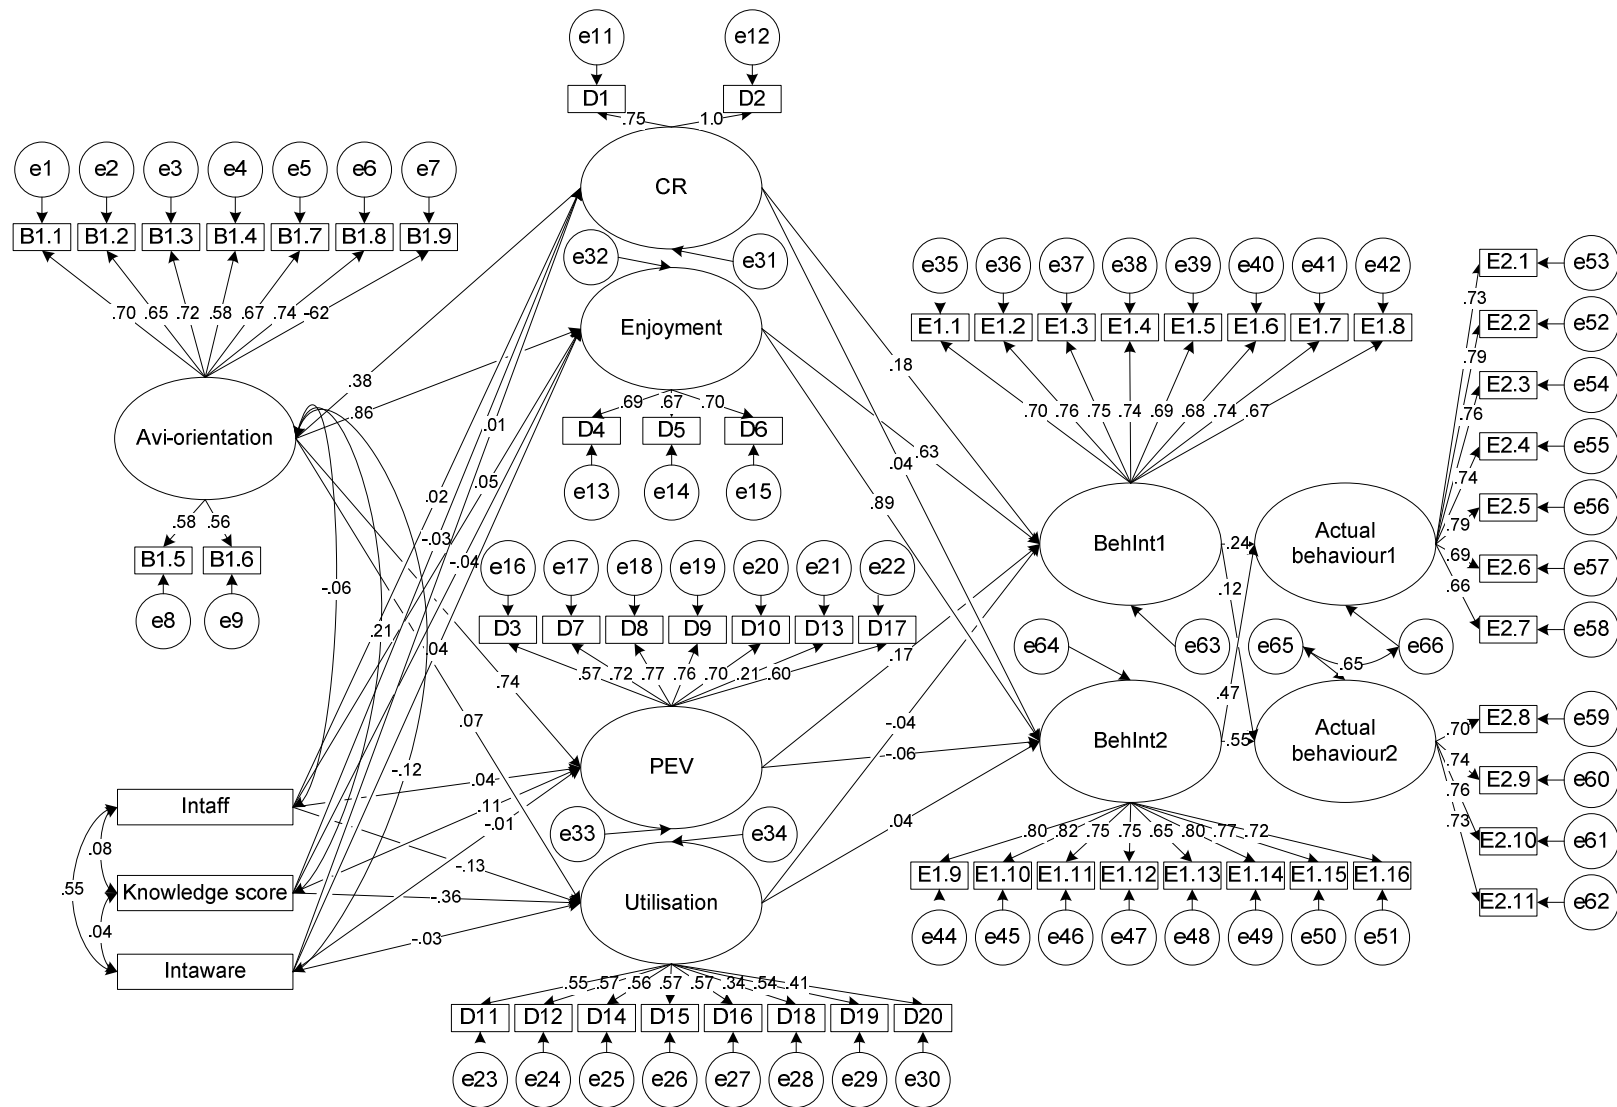 e11 e12
D1 D2
.75 1.0
CR
e1 e2 e3 e4 e5 e6 e7
B1.1 B1.2 B1.3 B1.4 B1.7 B1.8 B1.9
.70 .65 .72 .58 .67 .74 -62
Avi-orientation
.58 .56
B1.5 B1.6
e8 e9
e32 e31
Enjoyment
.69 .67 .70
D4 D5 D6
e13 e14 e15
.38
.86
.01
.05
.02
-.03
-.04
-.06
.21
.04
-.12
.74
.07
e16 e17 e18 e19 e20 e21 e22
D3 D7 D8 D9 D10 D13 D17
.57 .72 .77 .76 .70 .21 .60
PEV
e33 e34
Utilisation
.55 .57 .56 .57 .57 .34 .54 .41
D11 D12 D14 D15 D16 D18 D19 D20
e23 e24 e25 e26 e27 e28 e29 e30
Intaff
Knowledge score
Intaware
.08
.55
.04
.04
.11
-.01
-.13
-.36
-.03
.18
.04
.63
.89
.17
-.04
-.06
.04
e35 e36 e37 e38 e39 e40 e41 e42
E1.1 E1.2 E1.3 E1.4 E1.5 E1.6 E1.7 E1.8
.70 .76 .75 .74 .69 .68 .74 .67
BehInt1
e63
e64
BehInt2
.80 .82 .75 .75 .65 .80 .77 .72
E1.9 E1.10 E1.11 E1.12 E1.13 E1.14 E1.15 E1.16
e44 e45 e46 e47 e48 e49 e50 e51
.24
.12
.47
.55
Actual
behaviour1
e65 .65 e66
Actual
behaviour2
.73 E2.1 e53
.79 E2.2 e52
.76 E2.3 e54
.74 E2.4 e55
.79 E2.5 e56
.69 E2.6 e57
.66 E2.7 e58
.70 E2.8 e59
.74 E2.9 e60
.76 E2.10 e61
.73 E2.11 e62